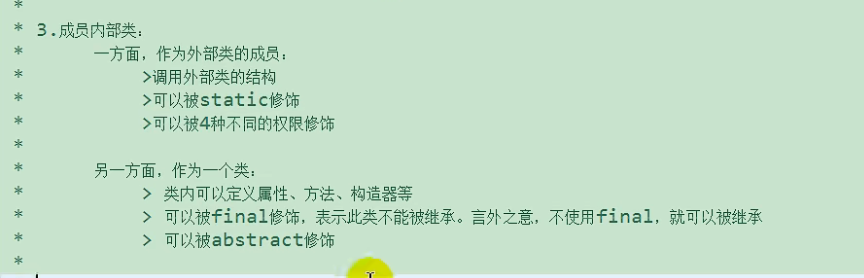 *
* 3.成员内部类：
* 一方面，作为外部类的成员：
* >调用外部类的结构
* >可以被static修饰
* >可以被4种不同的权限修饰
*
* 另一方面，作为一个类：
* > 类内可以定义属性、方法、构造器等
* > 可以被final修饰，表示此类不能被继承。言外之意，不使用final，就可以被继承
* > 可以被abstract修饰
*